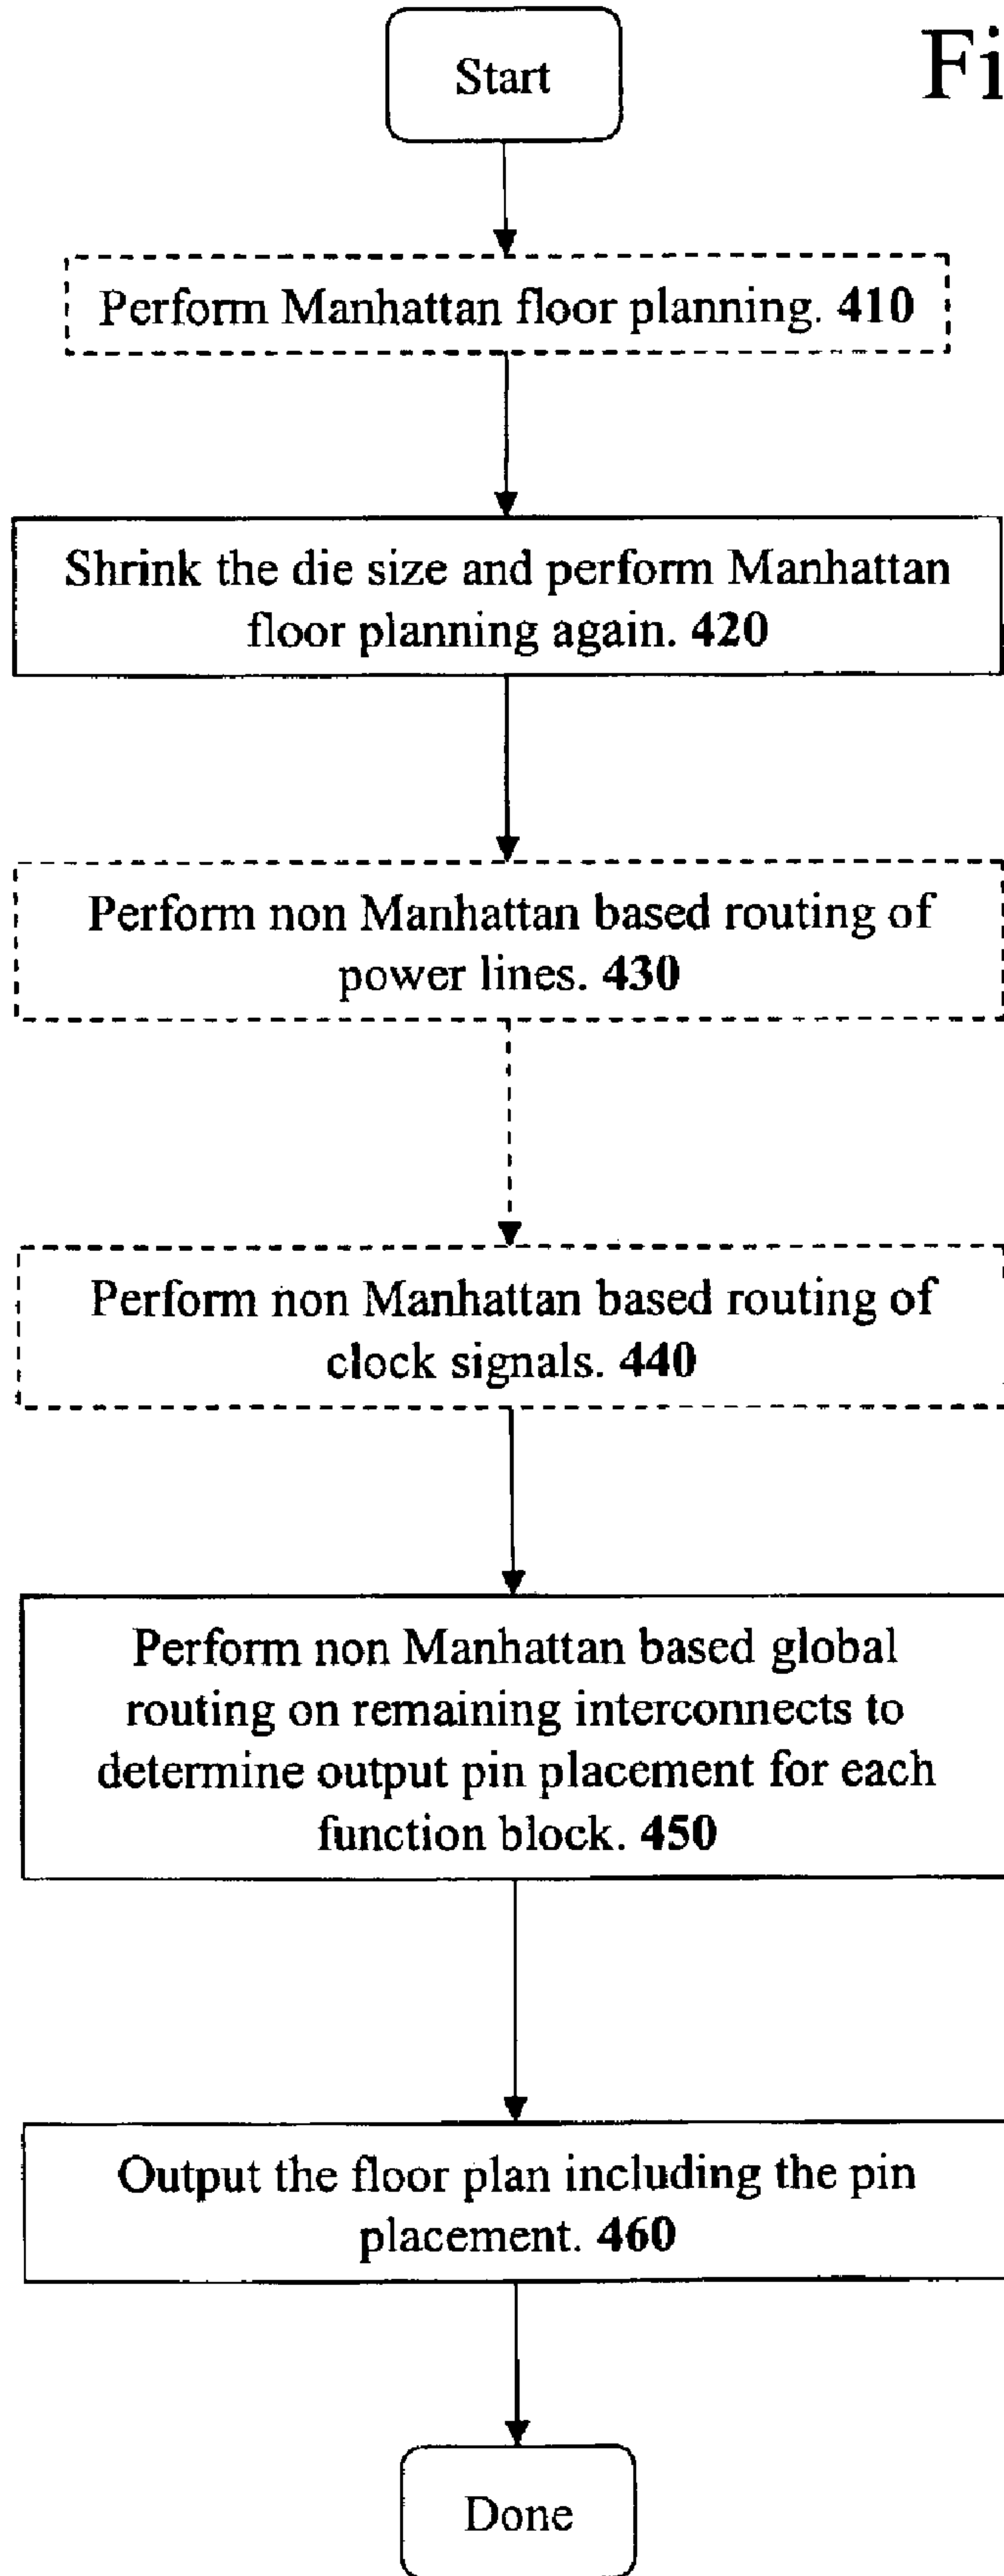 Start
Fi
Perform Manhattan floor planning. 410
Shrink the die size and perform Manhattan
floor planning again. 420
Perform non Manhattan based routing of
power lines. 430
Perform non Manhattan based routing of
clock signals. 440
Perform non Manhattan based global
routing on remaining interconnects to
determine output pin placement for each
function block. 450
Output the floor plan including the pin
placement. 460
Done